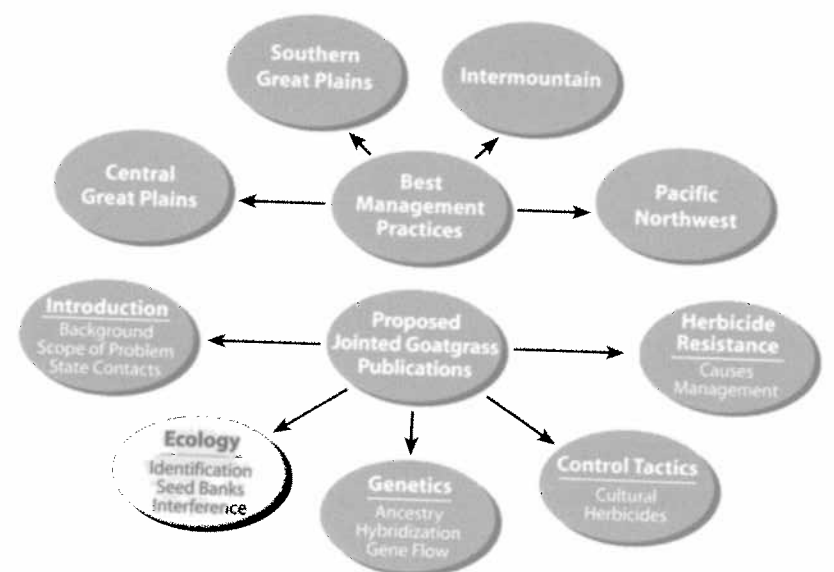 Southern
Great Plains
Intermountain
Central
Great Plains
Best
Management
Practices
Pacific
Northwest
Introduction
Background
Scope of Problem
State Contacts
Proposed
Jointed Goatgrass
Publications
Herbicide
Resistance
Causes
Management
Ecology
Identification
Seed Banks
Interference
Genetics
Ancestry
Hybridization
Gene Flow
Control Tactics
Cultural
Herbicides